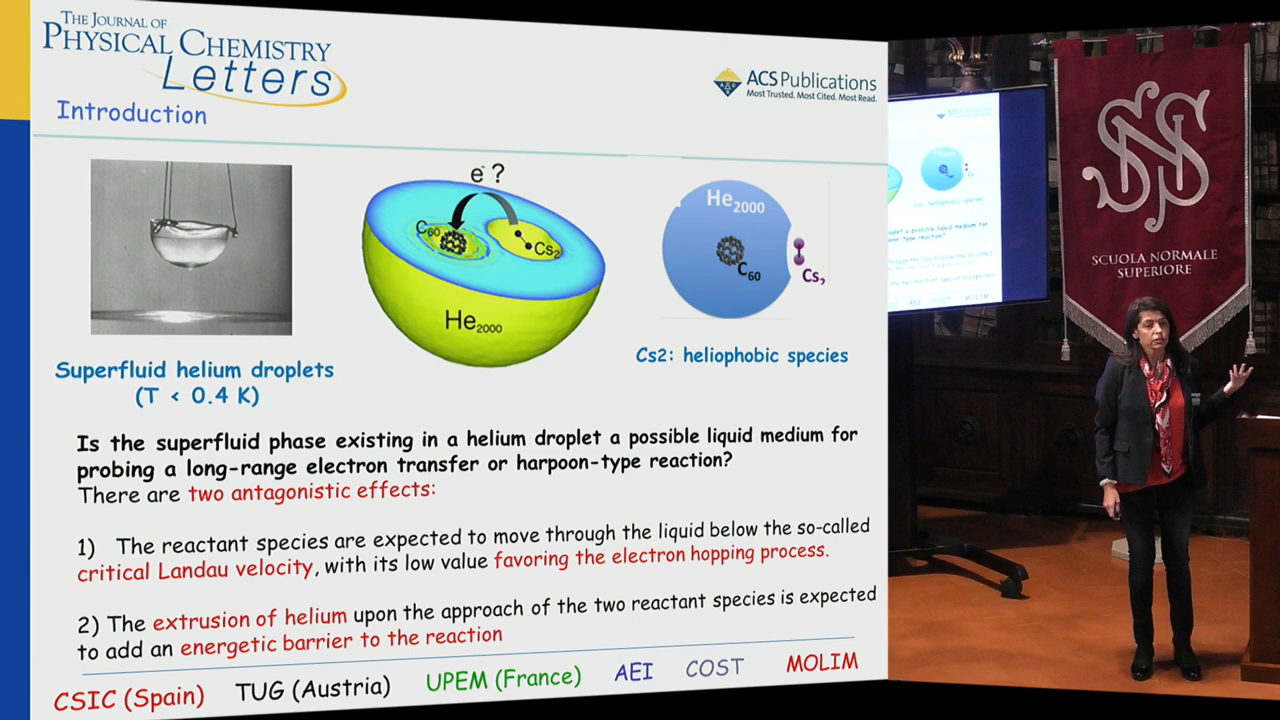 THE JOURNAL OF
PHYSICAL CHEMISTRY
Letters
ACS Publications
Most Trusted. Most Cited. Most Read.
Introduction
e- ?
C60
Cs2
He2000
He2000
C60
Cs2
Superfluid helium droplets
(T < 0.4 K)
Cs2: heliophobic species
Is the superfluid phase existing in a helium droplet a possible liquid medium for
probing a long-range electron transfer or harpoon-type reaction?
There are two antagonistic effects:
1) The reactant species are expected to move through the liquid below the so-called
critical Landau velocity, with its low value favoring the electron hopping process.
2) The extrusion of helium upon the approach of the two reactant species is expected
to add an energetic barrier to the reaction
CSIC (Spain) TUG (Austria) UPEM (France) AEI COST MOLIM
SNS
SCUOLA NORMALE
SUPERIORE